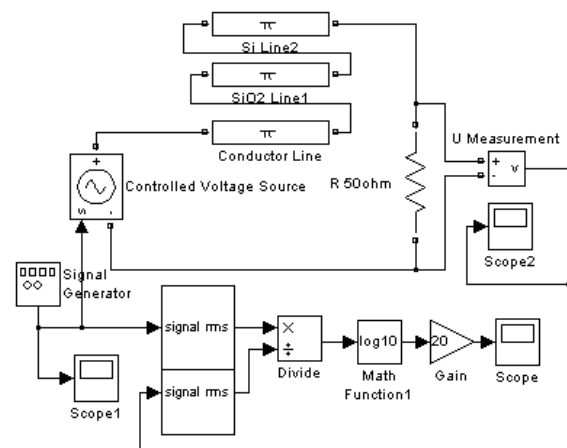 π
Si Line2
π
SiO2 Line1
π
Conductor Line
U Measurement
+
-
v
R 50ohm
+
s
-
Controlled Voltage Source
Scope2
Signal
Generator
signal rms
signal rms
×
÷
Divide
log10
Math
Function1
20
Gain
Scope
Scope1